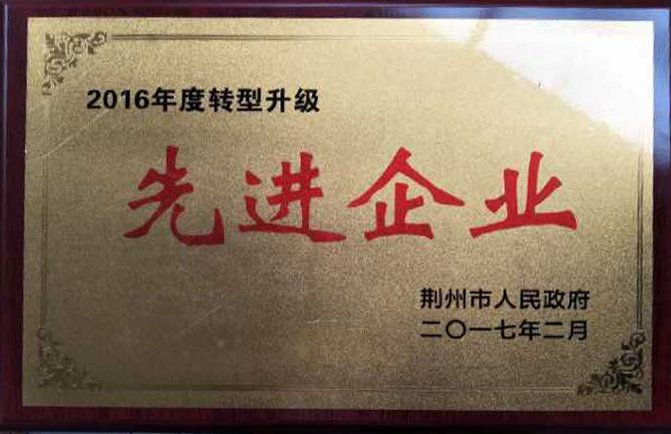 2016年度转型升级
先进企业
荆州市人民政府
二〇一七年二月